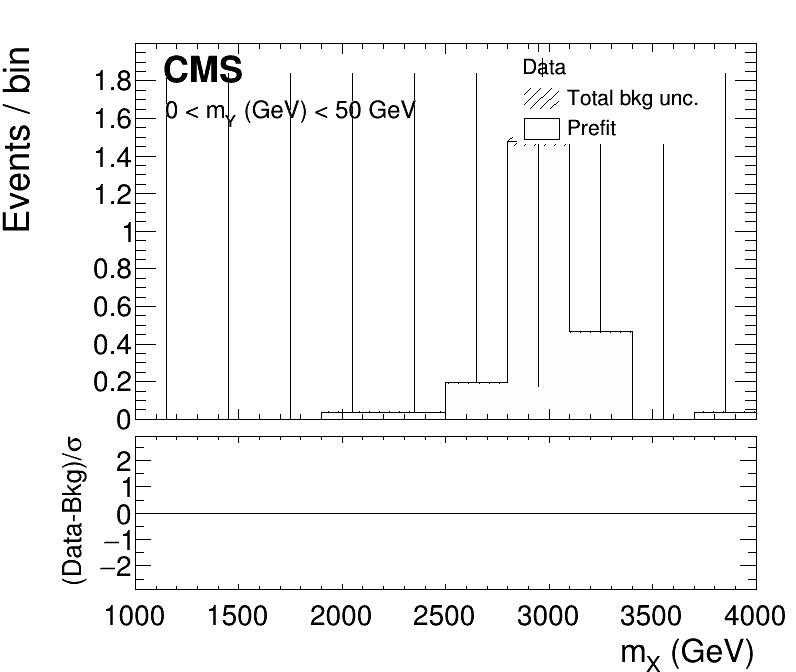 CMS
0 < mY (GeV) < 50 GeV
Data
Total bkg unc.
Prefit
Events / bin
1.8
1.6
1.4
1.2
1
0.8
0.6
0.4
0.2
0
(Data-Bkg)/σ
2
1
0
−1
−2
1000 1500 2000 2500 3000 3500 4000
mX (GeV)